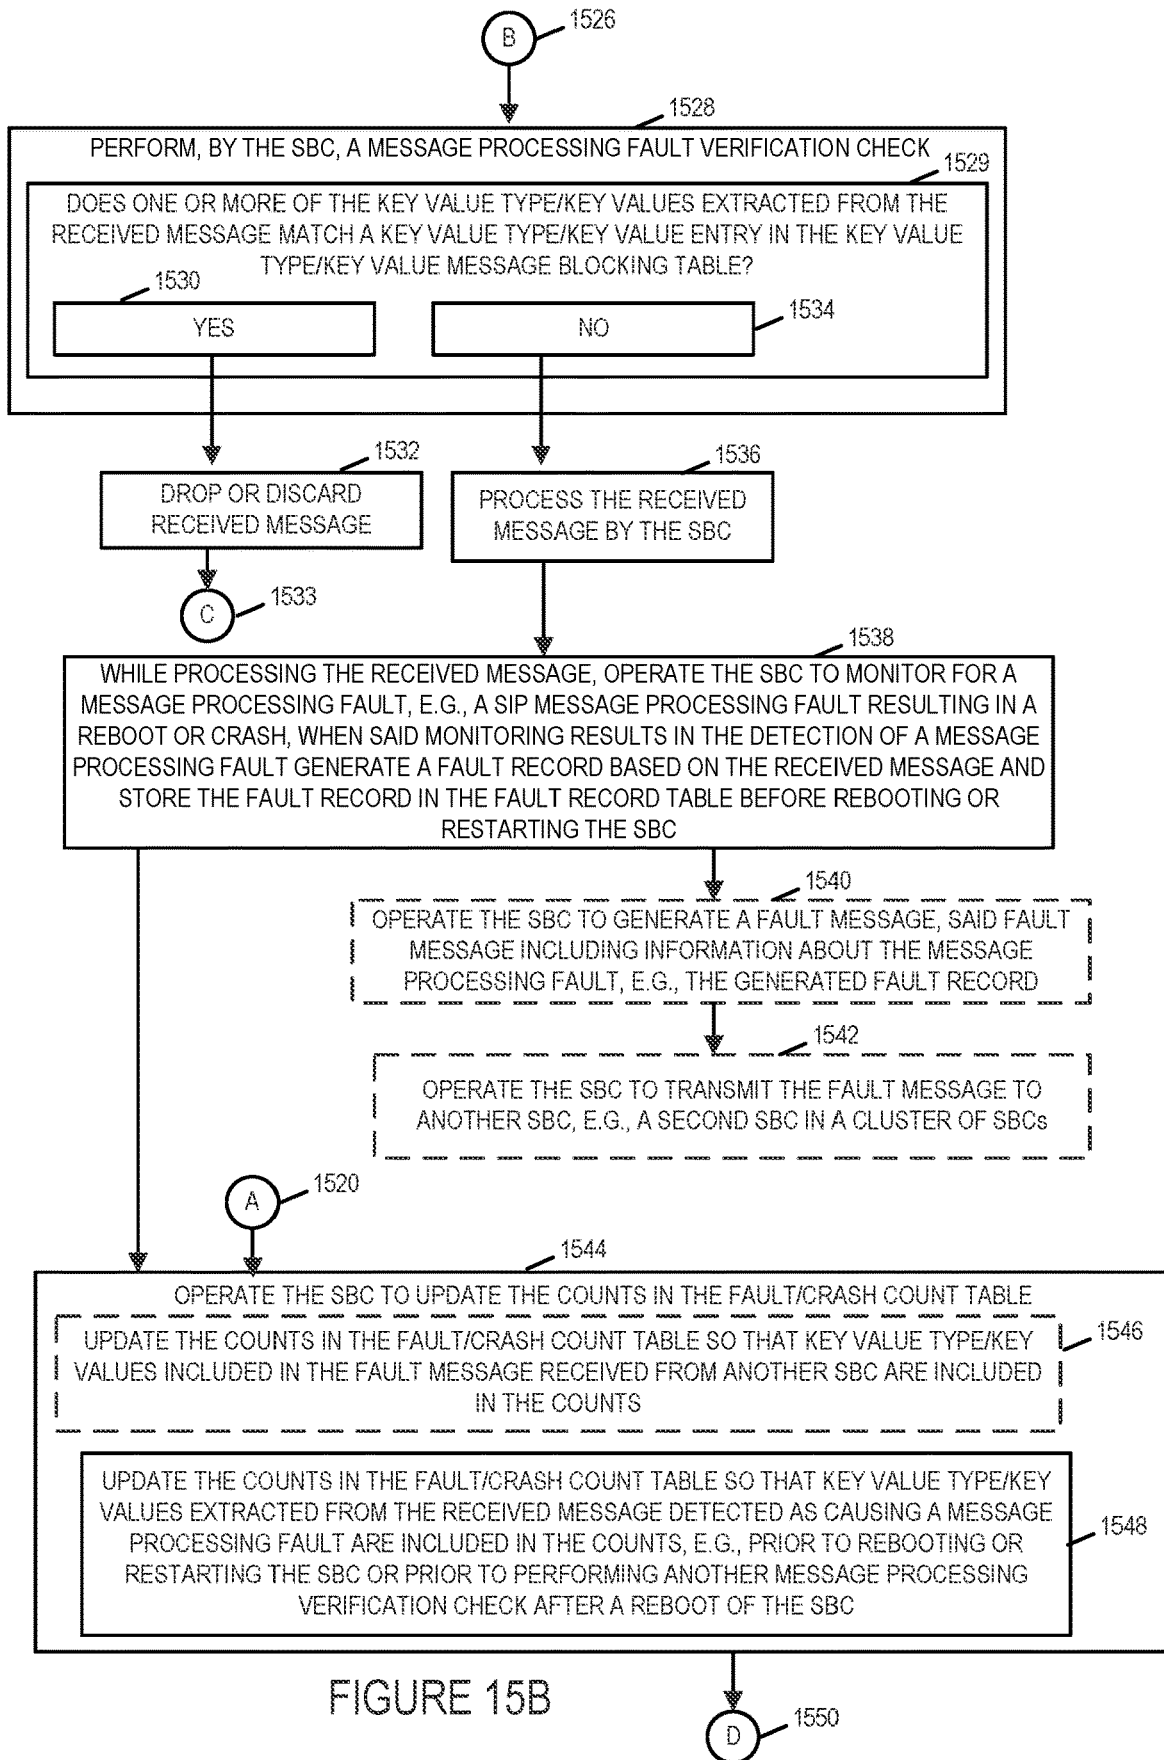 B
1526
1528
PERFORM, BY THE SBC, A MESSAGE PROCESSING FAULT VERIFICATION CHECK
1529
DOES ONE OR MORE OF THE KEY VALUE TYPE/KEY VALUES EXTRACTED FROM THE
RECEIVED MESSAGE MATCH A KEY VALUE TYPE/KEY VALUE ENTRY IN THE KEY VALUE
TYPE/KEY VALUE MESSAGE BLOCKING TABLE?
1530
YES
NO
1534
1532
DROP OR DISCARD
RECEIVED MESSAGE
1536
PROCESS THE RECEIVED
MESSAGE BY THE SBC
C
1533
1538
WHILE PROCESSING THE RECEIVED MESSAGE, OPERATE THE SBC TO MONITOR FOR A
MESSAGE PROCESSING FAULT, E.G., A SIP MESSAGE PROCESSING FAULT RESULTING IN A
REBOOT OR CRASH, WHEN SAID MONITORING RESULTS IN THE DETECTION OF A MESSAGE
PROCESSING FAULT GENERATE A FAULT RECORD BASED ON THE RECEIVED MESSAGE AND
STORE THE FAULT RECORD IN THE FAULT RECORD TABLE BEFORE REBOOTING OR
RESTARTING THE SBC
1540
OPERATE THE SBC TO GENERATE A FAULT MESSAGE, SAID FAULT
MESSAGE INCLUDING INFORMATION ABOUT THE MESSAGE
PROCESSING FAULT, E.G., THE GENERATED FAULT RECORD
1542
OPERATE THE SBC TO TRANSMIT THE FAULT MESSAGE TO
ANOTHER SBC, E.G., A SECOND SBC IN A CLUSTER OF SBCs
A
1520
1544
OPERATE THE SBC TO UPDATE THE COUNTS IN THE FAULT/CRASH COUNT TABLE
UPDATE THE COUNTS IN THE FAULT/CRASH COUNT TABLE SO THAT KEY VALUE TYPE/KEY
VALUES INCLUDED IN THE FAULT MESSAGE RECEIVED FROM ANOTHER SBC ARE INCLUDED
IN THE COUNTS
1546
UPDATE THE COUNTS IN THE FAULT/CRASH COUNT TABLE SO THAT KEY VALUE TYPE/KEY
VALUES EXTRACTED FROM THE RECEIVED MESSAGE DETECTED AS CAUSING A MESSAGE
PROCESSING FAULT ARE INCLUDED IN THE COUNTS, E.G., PRIOR TO REBOOTING OR
RESTARTING THE SBC OR PRIOR TO PERFORMING ANOTHER MESSAGE PROCESSING
VERIFICATION CHECK AFTER A REBOOT OF THE SBC
1548
FIGURE 15B
D
1550